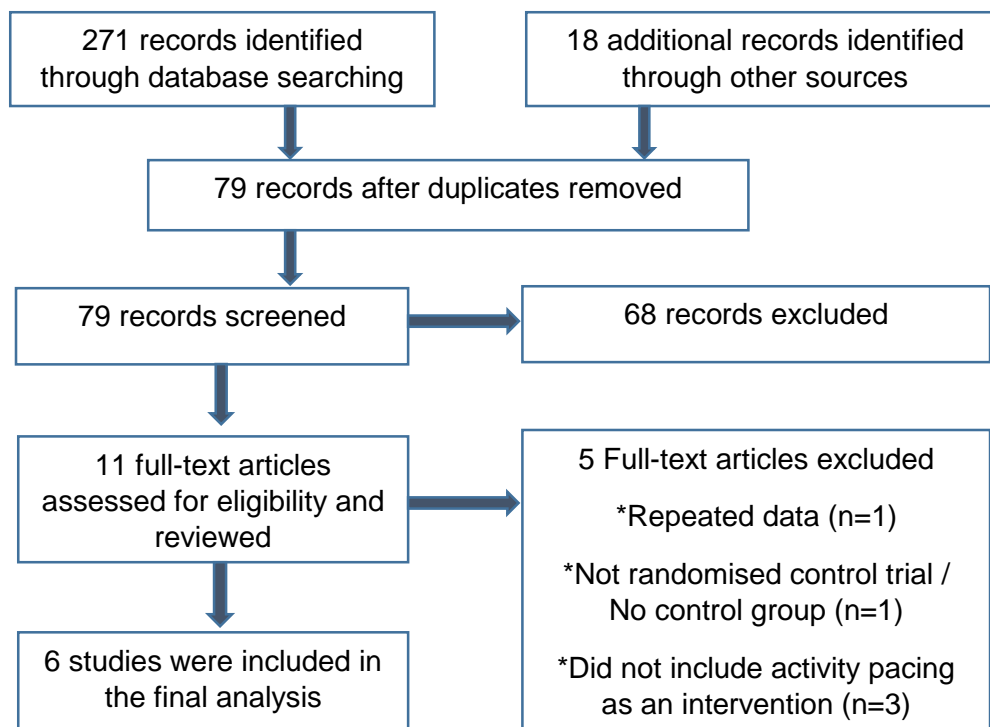 271 records identified
through database searching
18 additional records identified
through other sources
79 records after duplicates removed
79 records screened
68 records excluded
11 full-text articles
assessed for eligibility and
reviewed
5 Full-text articles excluded
*Repeated data (n=1)
*Not randomised control trial /
No control group (n=1)
*Did not include activity pacing
as an intervention (n=3)
6 studies were included in
the final analysis